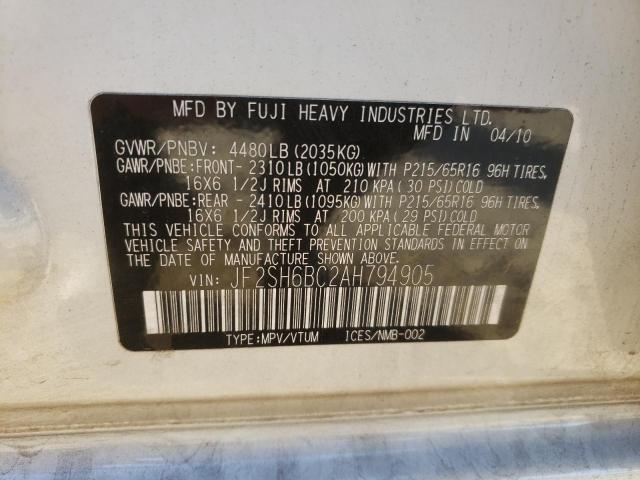 MFD BY FUJI HEAVY INDUSTRIES LTD.
MFD IN 04/10
GVWR/PNBV: 4480LB(2035KG)
GAWR/PNBE:FRONT- 2310LB(1050KG)WITH P215/65R16 96H TIRES,
16X6 1/2J RIMS AT 210 KPA(30 PSI)COLD
GAWR/PNBE:REAR - 2410LB(1095KG)WITH P215/65R16 96H TIRES,
16X6 1/2J RIMS AT 200 KPA(29 PSI)COLD
THIS VEHICLE CONFORMS TO ALL APPLICABLE FEDERAL MOTOR
VEHICLE SAFETY AND THEFT PREVENTION STANDARDS IN EFFECT ON
THE DATE OF MANUFACTURE SHOWN ABOVE.
VIN: JF2SH6BC2AH794905
TYPE:MPV/VTUM ICES/NMB-002